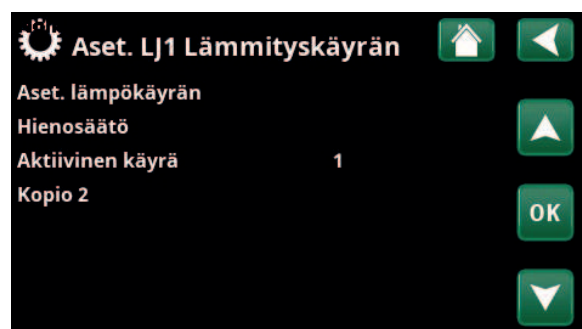 Aset. LJ1 Lämmityskäyrän
Aset. lämpökäyrän
Hienosäätö
Aktiivinen käyrä 1
Kopio 2
OK